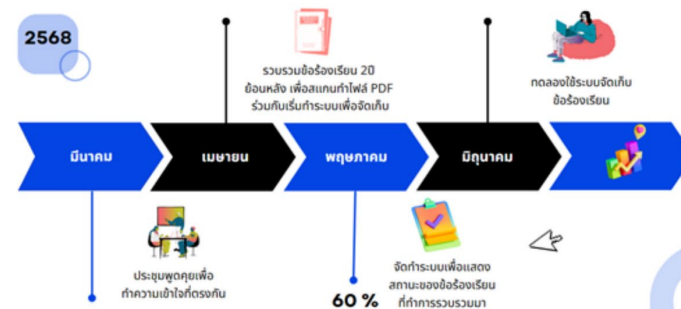 2568
รวบรวมข้อร้องเรียน 2ปี
ย้อนหลัง เพื่อสแกนทำไฟล์ PDF
ร่วมกับเริ่มทำระบบเพื่อจัดเก็บ
ทดลองใช้ระบบจัดเก็บ
ข้อร้องเรียน
มีนาคม
เมษายน
พฤษภาคม
มิถุนาคม
ประชุมพูดคุยเพื่อ
ทำความเข้าใจที่ตรงกัน
60 %
จัดทำระบบเพื่อแสดง
สถานะของข้อร้องเรียน
ที่ทำการรวบรวมมา